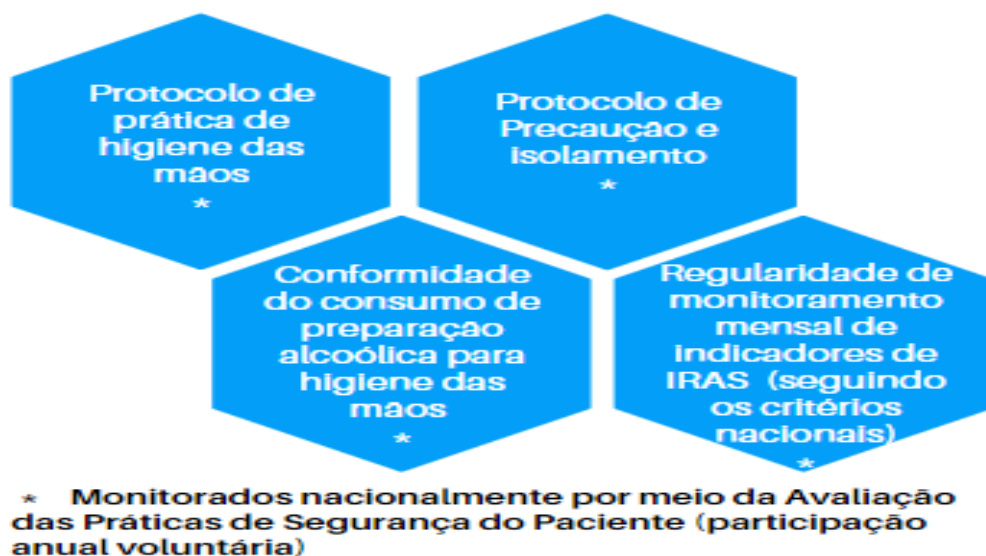 Protocolo de
prática de
higiene das
mãos
*
Protocolo de
Precaução e
isolamento
*
Conformidade
do consumo de
preparação
alcoólica para
higiene das
mãos
*
Regularidade de
monitoramento
mensal de
indicadores de
IRAS (seguindo
os critérios
nacionais)
*
* Monitorados nacionalmente por meio da Avaliação
das Práticas de Segurança do Paciente (participação
anual voluntária)